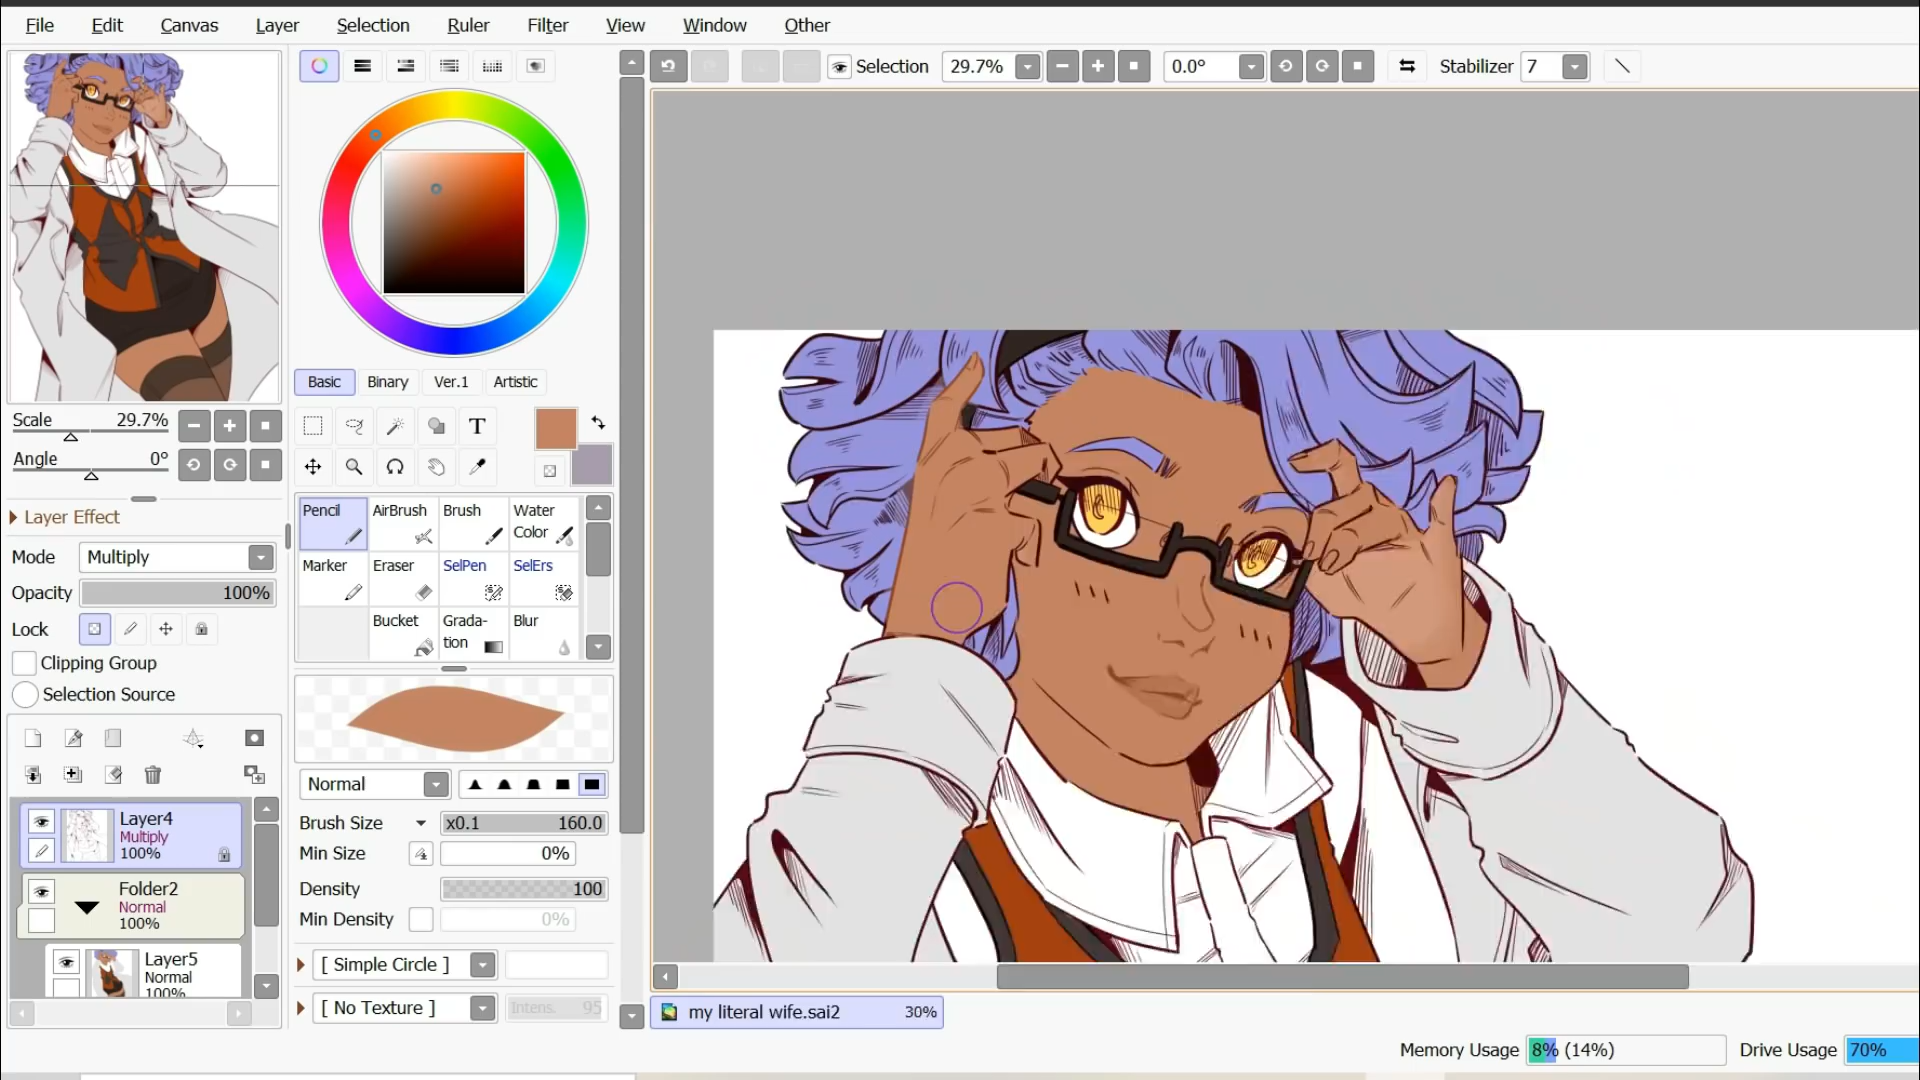 File Edit Canvas Layer Selection Ruler Filter View Window Other
Selection 29.7% 0.0° Stabilizer 7
Scale 29.7%
Angle 0°
Layer Effect
Mode Multiply
Opacity 100%
Lock
Clipping Group
Selection Source
Layer4
Multiply
100%
Folder2
Normal
100%
Layer5
Normal
100%
Basic Binary Ver.1 Artistic
T
Pencil AirBrush Brush Water Color
Marker Eraser SelPen SelErs
Bucket Grada-tion Blur
Normal
Brush Size x0.1 160.0
Min Size 0%
Density 100
Min Density 0%
[ Simple Circle ]
[ No Texture ] Intens. 95
my literal wife.sai2 30%
Memory Usage 8% (14%) Drive Usage 70%